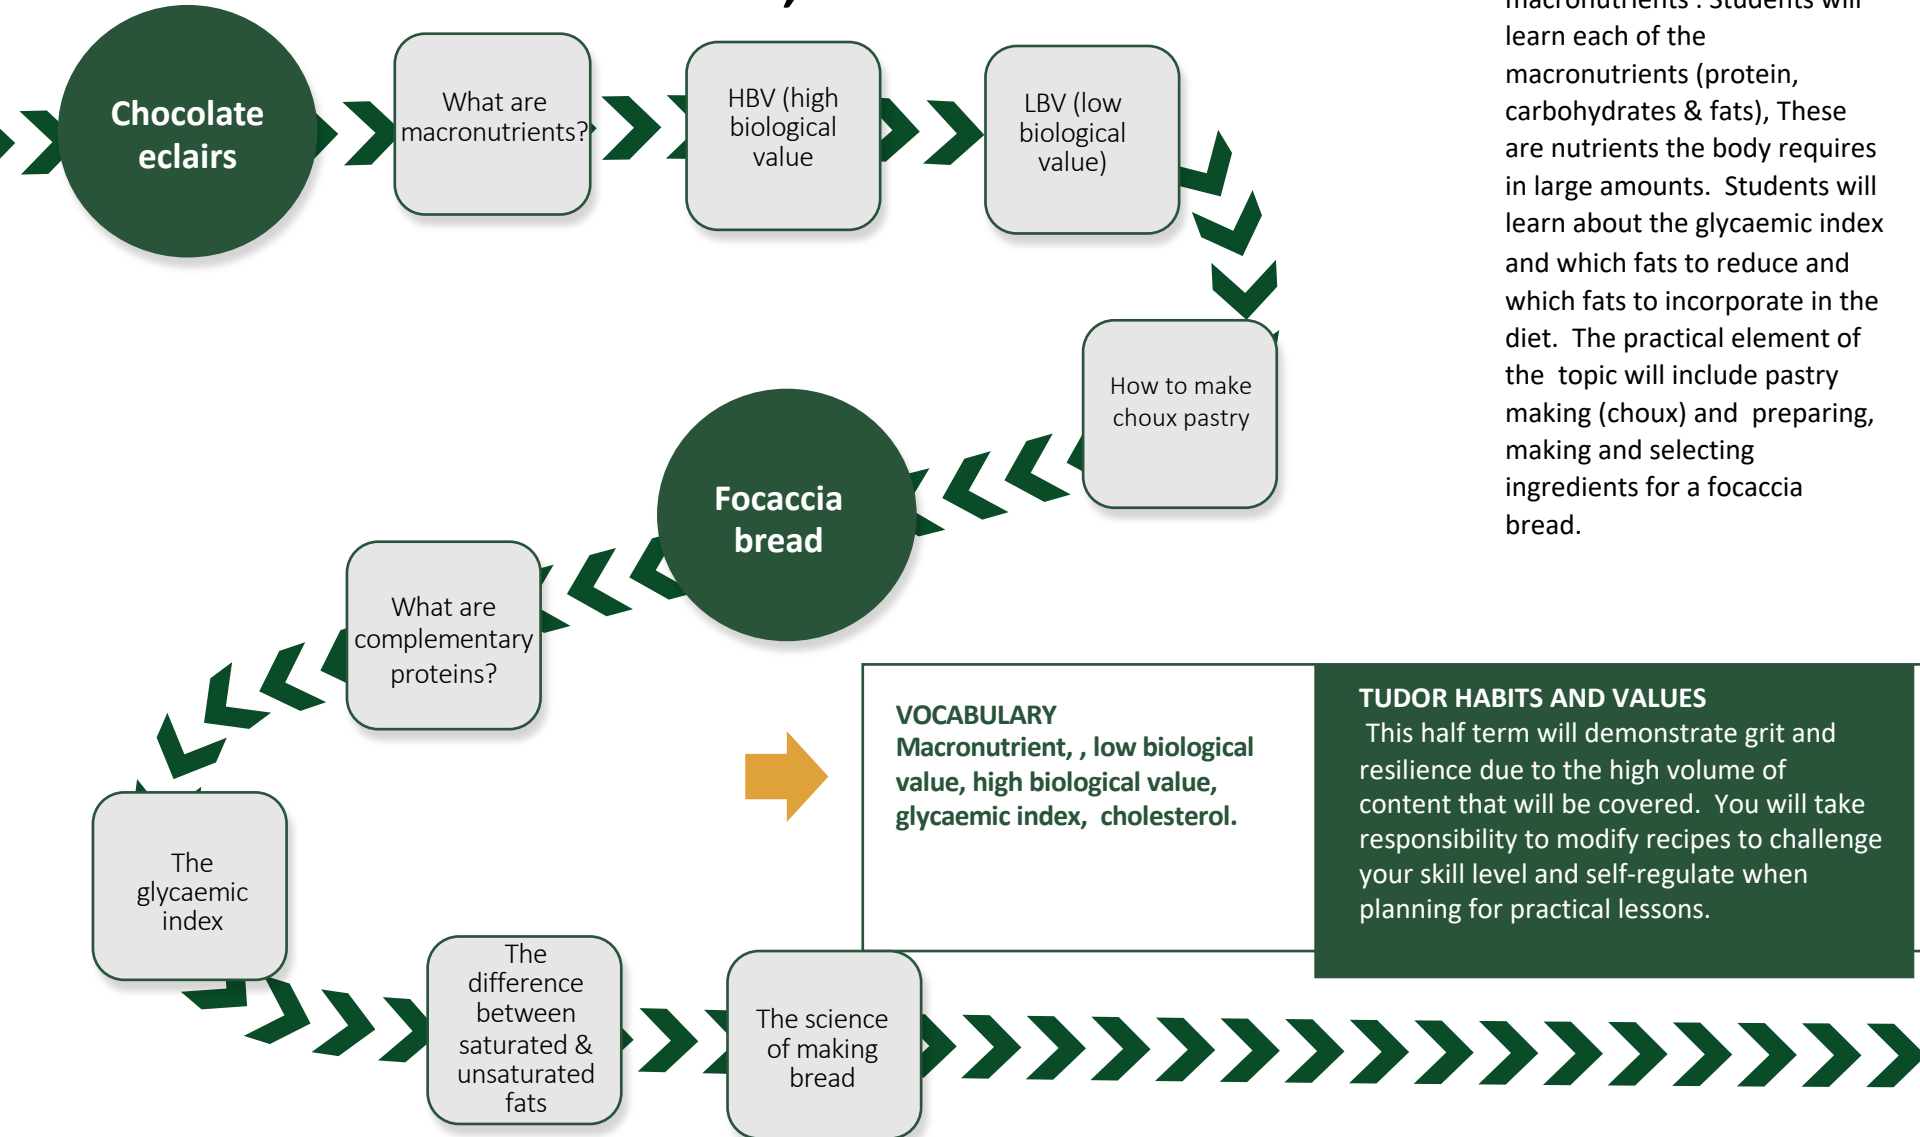 Chocolate
eclairs
What are
macronutrients?
HBV (high
biological
value
LBV (low
biological
value)
How to make
choux pastry
Focaccia
bread
What are
complementary
proteins?
The
glycaemic
index
The
difference
between
saturated &
unsaturated
fats
The science
of making
bread
macronutrients . Students will
learn each of the
macronutrients (protein,
carbohydrates & fats), These
are nutrients the body requires
in large amounts.  Students will
learn about the glycaemic index
and which fats to reduce and
which fats to incorporate in the
diet.  The practical element of
the  topic will include pastry
making (choux) and  preparing,
making and selecting
ingredients for a focaccia
bread.
VOCABULARY
Macronutrient, , low biological
value, high biological value,
glycaemic index,  cholesterol.
TUDOR HABITS AND VALUES
This half term will demonstrate grit and
resilience due to the high volume of
content that will be covered.  You will take
responsibility to modify recipes to challenge
your skill level and self-regulate when
planning for practical lessons.